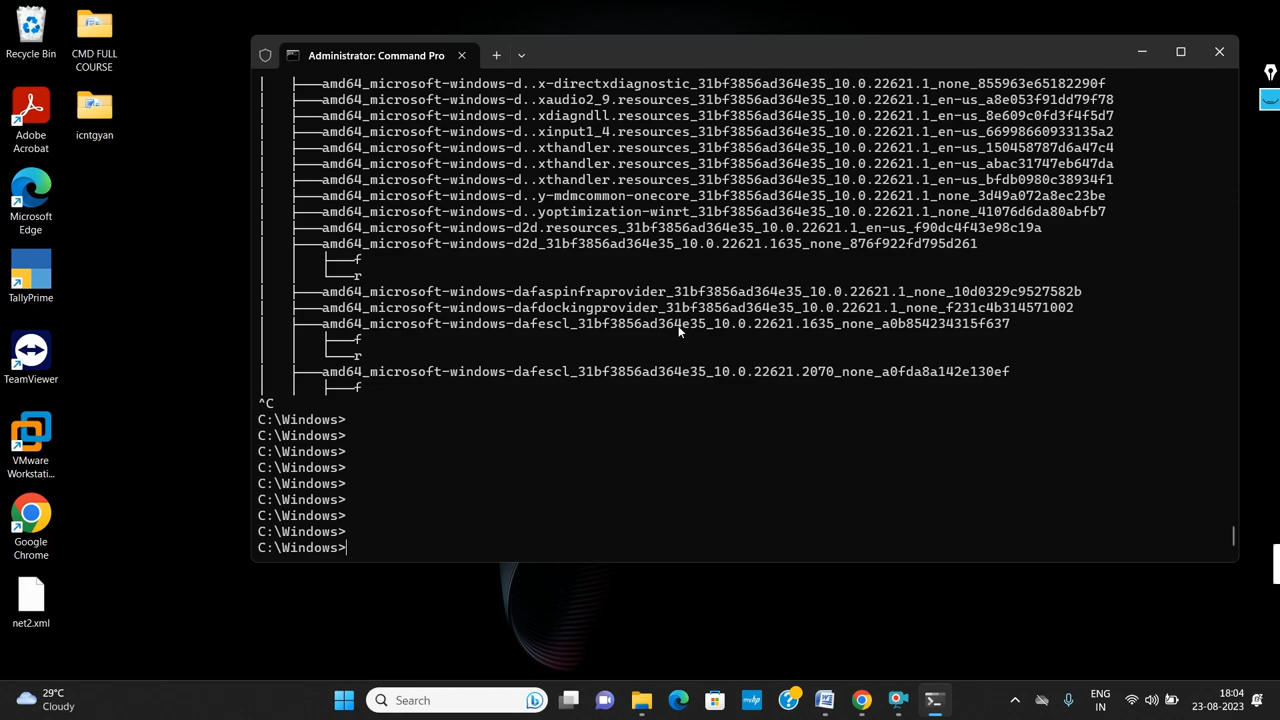 Recycle Bin
CMD FULL
COURSE
Adobe
Acrobat
icntgyan
Microsoft
Edge
TallyPrime
TeamViewer
VMware
Workstati...
Google
Chrome
net2.xml
Administrator: Command Pro
│   ├───amd64_microsoft-windows-d..x-directxdiagnostic_31bf3856ad364e35_10.0.22621.1_none_855963e65182290f
│   ├───amd64_microsoft-windows-d..xaudio2_9.resources_31bf3856ad364e35_10.0.22621.1_en-us_a8e053f91dd79f78
│   ├───amd64_microsoft-windows-d..xdiagndll.resources_31bf3856ad364e35_10.0.22621.1_en-us_8e609c0fd3f4f5d7
│   ├───amd64_microsoft-windows-d..xinput1_4.resources_31bf3856ad364e35_10.0.22621.1_en-us_66998660933135a2
│   ├───amd64_microsoft-windows-d..xthandler.resources_31bf3856ad364e35_10.0.22621.1_en-us_150458787d6a47c4
│   ├───amd64_microsoft-windows-d..xthandler.resources_31bf3856ad364e35_10.0.22621.1_en-us_abac31747eb647da
│   ├───amd64_microsoft-windows-d..xthandler.resources_31bf3856ad364e35_10.0.22621.1_en-us_bfdb0980c38934f1
│   ├───amd64_microsoft-windows-d..y-mdmcommon-onecore_31bf3856ad364e35_10.0.22621.1_none_3d49a072a8ec23be
│   ├───amd64_microsoft-windows-d..yoptimization-winrt_31bf3856ad364e35_10.0.22621.1_none_41076d6da80abfb7
│   ├───amd64_microsoft-windows-d2d.resources_31bf3856ad364e35_10.0.22621.1_en-us_f90dc4f43e98c19a
│   ├───amd64_microsoft-windows-d2d_31bf3856ad364e35_10.0.22621.1635_none_876f922fd795d261
│   │   ├───f
│   │   └───r
│   ├───amd64_microsoft-windows-dafaspinfraprovider_31bf3856ad364e35_10.0.22621.1_none_10d0329c9527582b
│   ├───amd64_microsoft-windows-dafdockingprovider_31bf3856ad364e35_10.0.22621.1_none_f231c4b314571002
│   ├───amd64_microsoft-windows-dafescl_31bf3856ad364e35_10.0.22621.1635_none_a0b854234315f637
│   │   ├───f
│   │   └───r
│   ├───amd64_microsoft-windows-dafescl_31bf3856ad364e35_10.0.22621.2070_none_a0fda8a142e130ef
│   │   ├───f
^C
C:\Windows>
C:\Windows>
C:\Windows>
C:\Windows>
C:\Windows>
C:\Windows>
C:\Windows>
C:\Windows>
C:\Windows>
29°C
Cloudy
Search
ENG
IN
18:04
23-08-2023